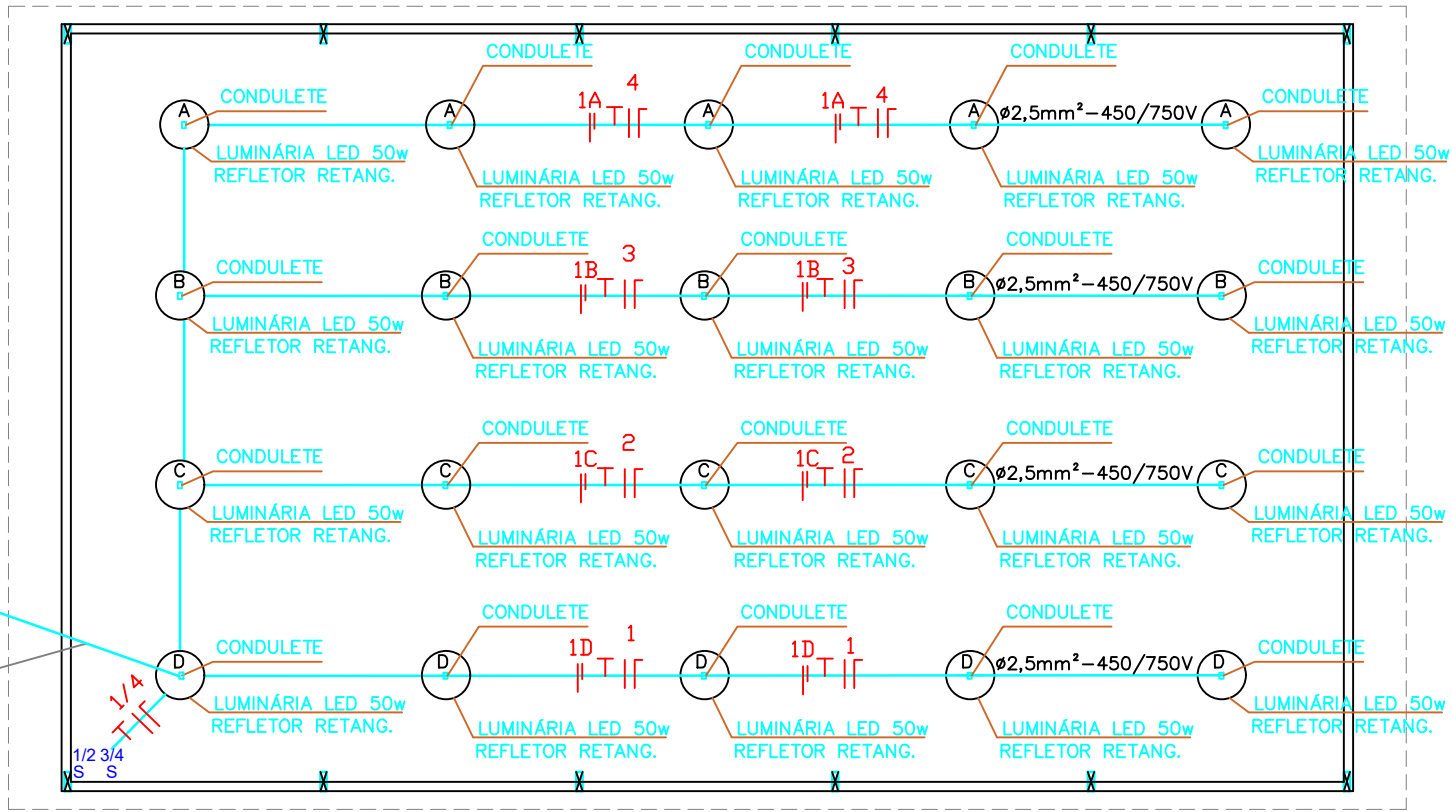 CONDULETE
CONDULETE
CONDULETE
CONDULETE
CONDULETE
A
A
1A
4
A
1A
4
A
ø2,5mm²-450/750V
A
LUMINÁRIA LED 50w
REFLETOR RETANG.
LUMINÁRIA LED 50w
REFLETOR RETANG.
LUMINÁRIA LED 50w
REFLETOR RETANG.
LUMINÁRIA LED 50w
REFLETOR RETANG.
LUMINÁRIA LED 50w
REFLETOR RETANG.
CONDULETE
CONDULETE
CONDULETE
CONDULETE
CONDULETE
B
B
1B
3
B
1B
3
B
ø2,5mm²-450/750V
B
LUMINÁRIA LED 50w
REFLETOR RETANG.
LUMINÁRIA LED 50w
REFLETOR RETANG.
LUMINÁRIA LED 50w
REFLETOR RETANG.
LUMINÁRIA LED 50w
REFLETOR RETANG.
LUMINÁRIA LED 50w
REFLETOR RETANG.
CONDULETE
CONDULETE
CONDULETE
CONDULETE
CONDULETE
C
C
1C
2
C
1C
2
C
ø2,5mm²-450/750V
C
LUMINÁRIA LED 50w
REFLETOR RETANG.
LUMINÁRIA LED 50w
REFLETOR RETANG.
LUMINÁRIA LED 50w
REFLETOR RETANG.
LUMINÁRIA LED 50w
REFLETOR RETANG.
LUMINÁRIA LED 50w
REFLETOR RETANG.
CONDULETE
CONDULETE
CONDULETE
CONDULETE
CONDULETE
D
D
1D
1
D
1D
1
D
ø2,5mm²-450/750V
D
LUMINÁRIA LED 50w
REFLETOR RETANG.
LUMINÁRIA LED 50w
REFLETOR RETANG.
LUMINÁRIA LED 50w
REFLETOR RETANG.
LUMINÁRIA LED 50w
REFLETOR RETANG.
LUMINÁRIA LED 50w
REFLETOR RETANG.
1/4
1/2 3/4
S S